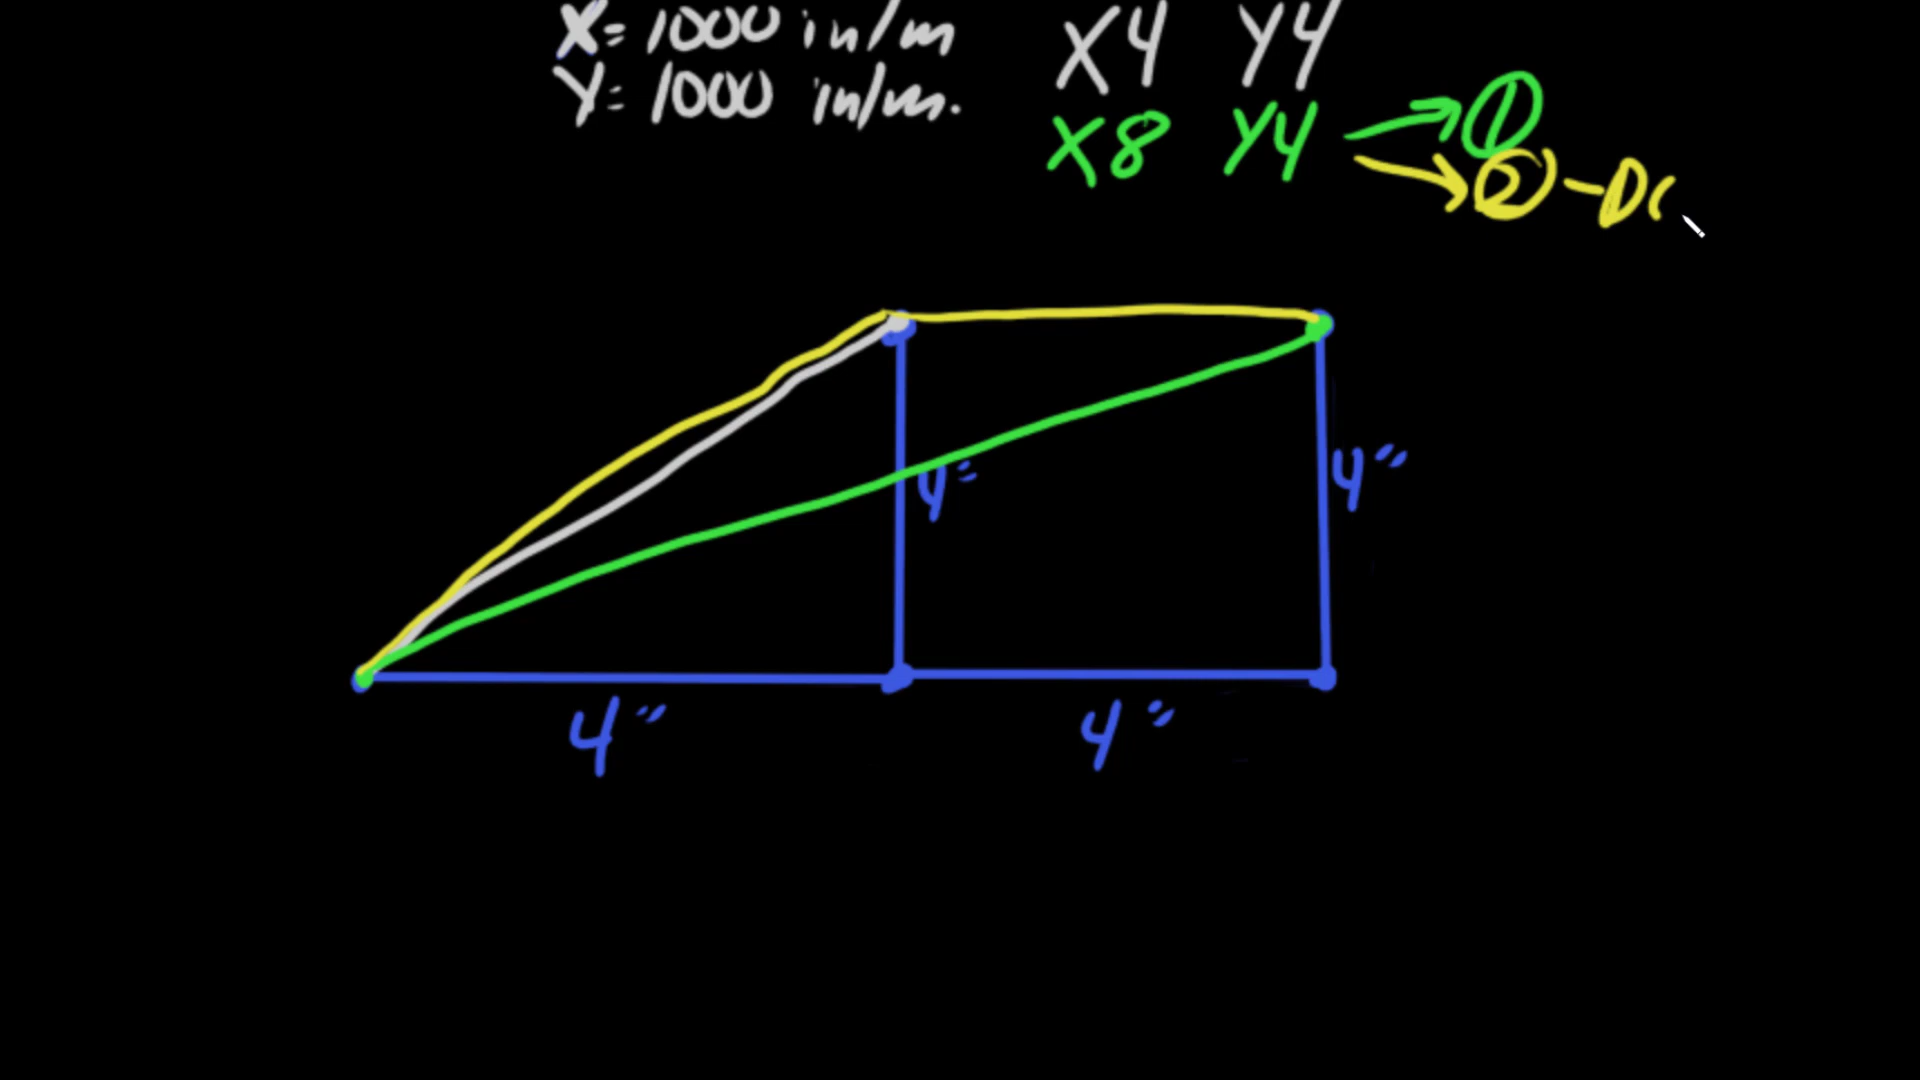 X= 1000 in/m
Y= 1000 in/m.
X4 Y4
X8 Y4
1
2 -D(
4"
4"
4" 4"